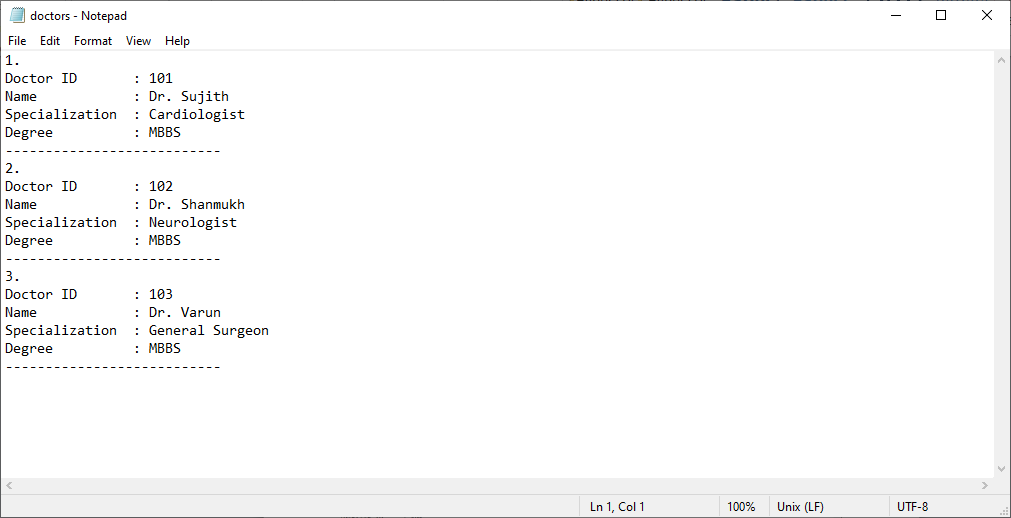 doctors - Notepad
File Edit Format View Help
1.
Doctor ID       : 101
Name            : Dr. Sujith
Specialization  : Cardiologist
Degree          : MBBS
---------------------------
2.
Doctor ID       : 102
Name            : Dr. Shanmukh
Specialization  : Neurologist
Degree          : MBBS
---------------------------
3.
Doctor ID       : 103
Name            : Dr. Varun
Specialization  : General Surgeon
Degree          : MBBS
---------------------------
Ln 1, Col 1 100% Unix (LF) UTF-8